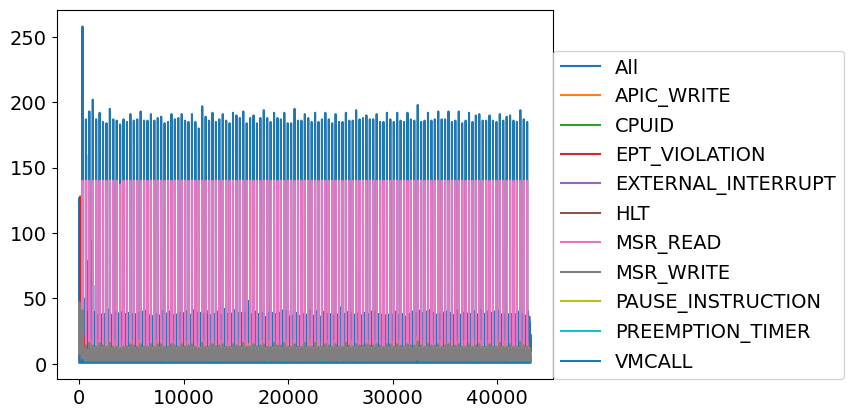 250
200
150
100
50
0
0 10000 20000 30000 40000
All
APIC_WRITE
CPUID
EPT_VIOLATION
EXTERNAL_INTERRUPT
HLT
MSR_READ
MSR_WRITE
PAUSE_INSTRUCTION
PREEMPTION_TIMER
VMCALL